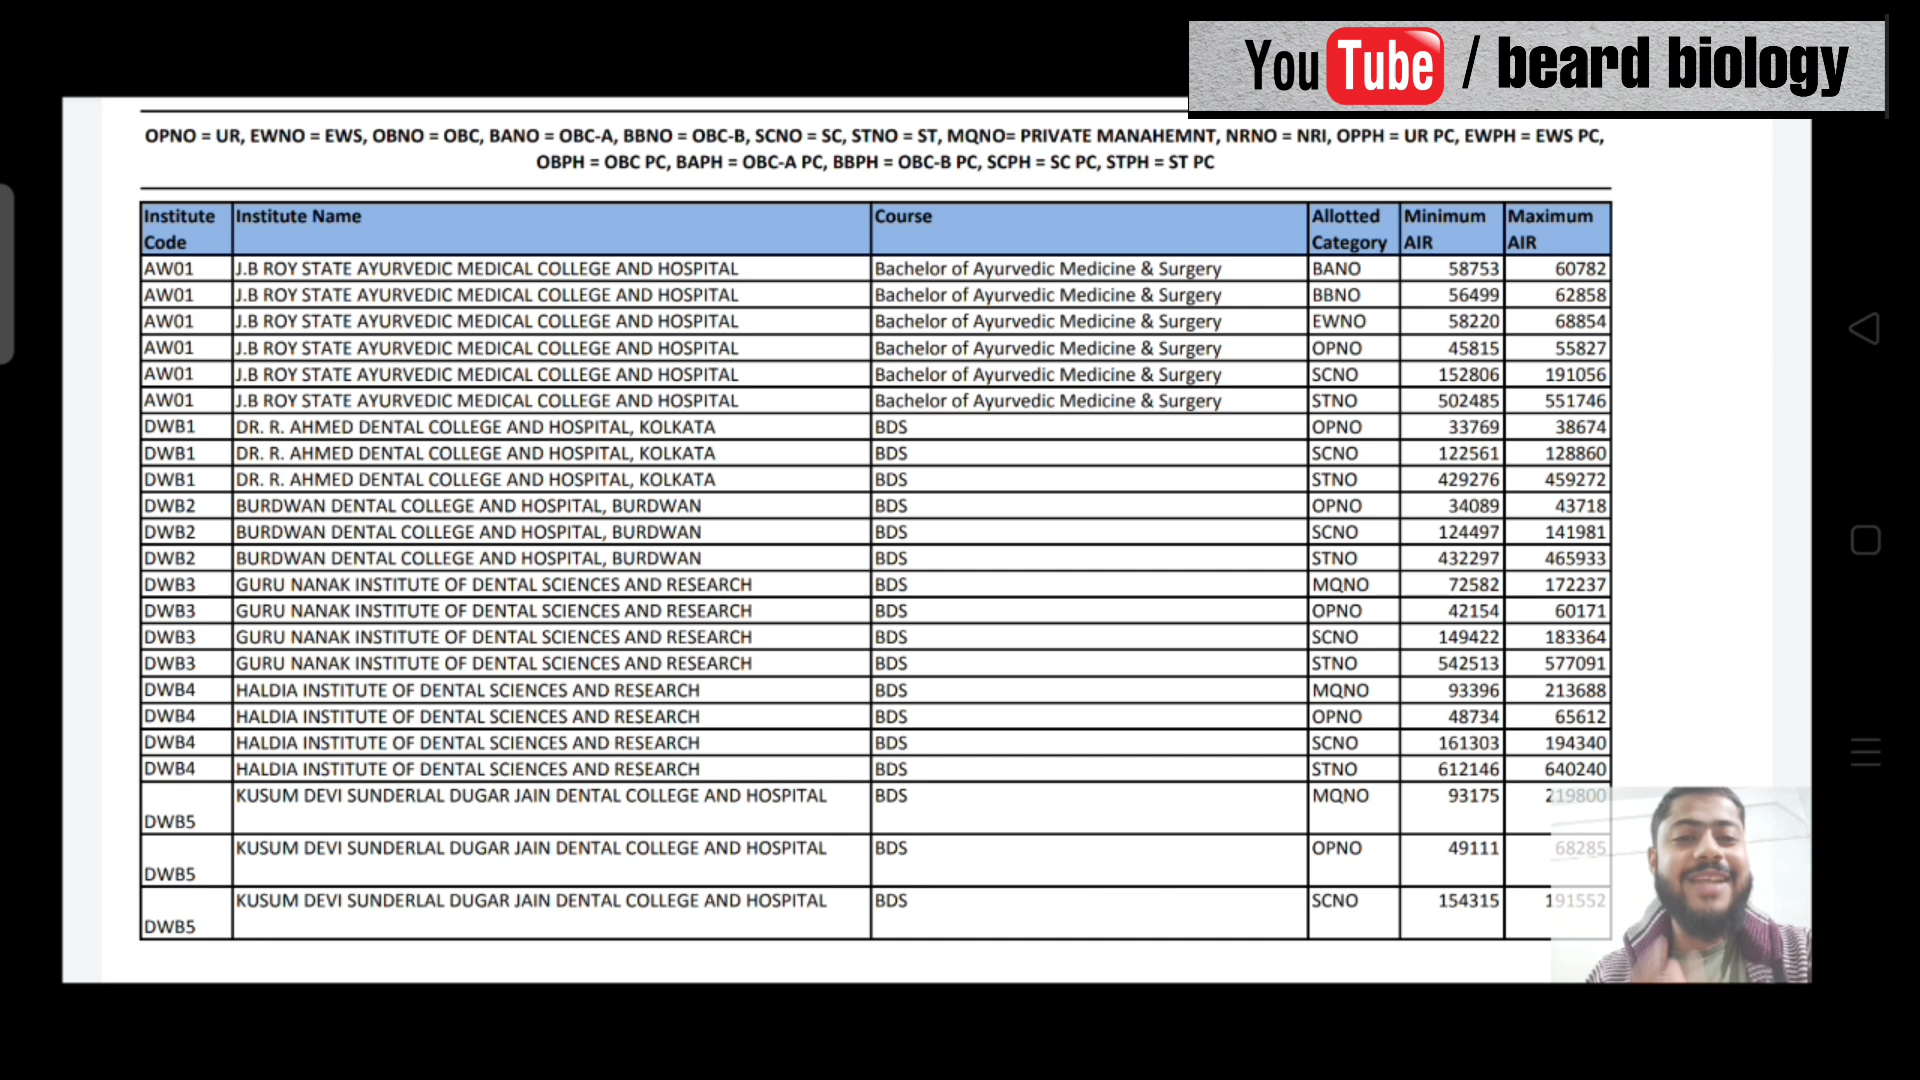 YouTube / beard biology
OPNO = UR, EWNO = EWS, OBNO = OBC, BANO = OBC-A, BBNO = OBC-B, SCNO = SC, STNO = ST, MQNO= PRIVATE MANAHEMNT, NRNO = NRI, OPPH = UR PC, EWPH = EWS PC,
OBPH = OBC PC, BAPH = OBC-A PC, BBPH = OBC-B PC, SCPH = SC PC, STPH = ST PC
Institute Code Institute Name Course Allotted Category Minimum AIR Maximum AIR
AW01 J.B ROY STATE AYURVEDIC MEDICAL COLLEGE AND HOSPITAL Bachelor of Ayurvedic Medicine & Surgery BANO 58753 60782
AW01 J.B ROY STATE AYURVEDIC MEDICAL COLLEGE AND HOSPITAL Bachelor of Ayurvedic Medicine & Surgery BBNO 56499 62858
AW01 J.B ROY STATE AYURVEDIC MEDICAL COLLEGE AND HOSPITAL Bachelor of Ayurvedic Medicine & Surgery EWNO 58220 68854
AW01 J.B ROY STATE AYURVEDIC MEDICAL COLLEGE AND HOSPITAL Bachelor of Ayurvedic Medicine & Surgery OPNO 45815 55827
AW01 J.B ROY STATE AYURVEDIC MEDICAL COLLEGE AND HOSPITAL Bachelor of Ayurvedic Medicine & Surgery SCNO 152806 191056
AW01 J.B ROY STATE AYURVEDIC MEDICAL COLLEGE AND HOSPITAL Bachelor of Ayurvedic Medicine & Surgery STNO 502485 551746
DWB1 DR. R. AHMED DENTAL COLLEGE AND HOSPITAL, KOLKATA BDS OPNO 33769 38674
DWB1 DR. R. AHMED DENTAL COLLEGE AND HOSPITAL, KOLKATA BDS SCNO 122561 128860
DWB1 DR. R. AHMED DENTAL COLLEGE AND HOSPITAL, KOLKATA BDS STNO 429276 459272
DWB2 BURDWAN DENTAL COLLEGE AND HOSPITAL, BURDWAN BDS OPNO 34089 43718
DWB2 BURDWAN DENTAL COLLEGE AND HOSPITAL, BURDWAN BDS SCNO 124497 141981
DWB2 BURDWAN DENTAL COLLEGE AND HOSPITAL, BURDWAN BDS STNO 432297 465933
DWB3 GURU NANAK INSTITUTE OF DENTAL SCIENCES AND RESEARCH BDS MQNO 72582 172237
DWB3 GURU NANAK INSTITUTE OF DENTAL SCIENCES AND RESEARCH BDS OPNO 42154 60171
DWB3 GURU NANAK INSTITUTE OF DENTAL SCIENCES AND RESEARCH BDS SCNO 149422 183364
DWB3 GURU NANAK INSTITUTE OF DENTAL SCIENCES AND RESEARCH BDS STNO 542513 577091
DWB4 HALDIA INSTITUTE OF DENTAL SCIENCES AND RESEARCH BDS MQNO 93396 213688
DWB4 HALDIA INSTITUTE OF DENTAL SCIENCES AND RESEARCH BDS OPNO 48734 65612
DWB4 HALDIA INSTITUTE OF DENTAL SCIENCES AND RESEARCH BDS SCNO 161303 194340
DWB4 HALDIA INSTITUTE OF DENTAL SCIENCES AND RESEARCH BDS STNO 612146 640240
DWB5 KUSUM DEVI SUNDERLAL DUGAR JAIN DENTAL COLLEGE AND HOSPITAL BDS MQNO 93175 219800
DWB5 KUSUM DEVI SUNDERLAL DUGAR JAIN DENTAL COLLEGE AND HOSPITAL BDS OPNO 49111 68285
DWB5 KUSUM DEVI SUNDERLAL DUGAR JAIN DENTAL COLLEGE AND HOSPITAL BDS SCNO 154315 191552